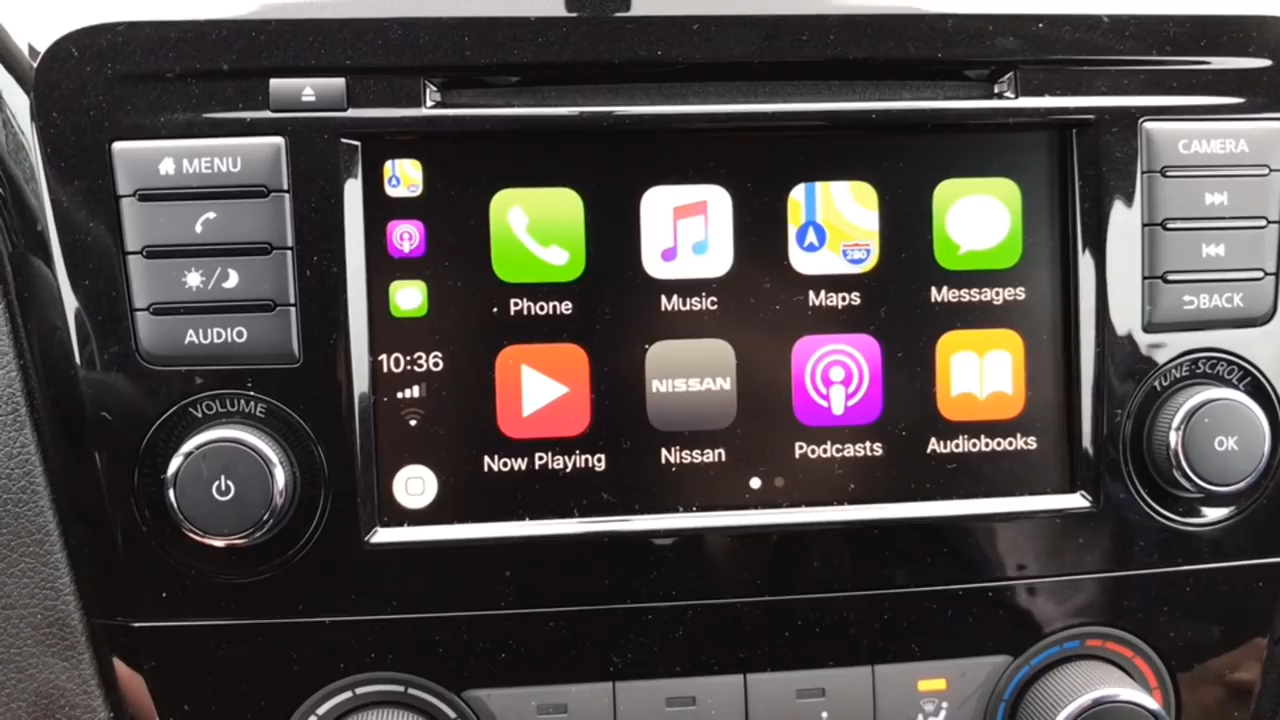 MENU
AUDIO
VOLUME
10:36
Phone
Music
280
Maps
Messages
Now Playing
NISSAN
Nissan
Podcasts
Audiobooks
CAMERA
BACK
TUNE-SCROLL
OK